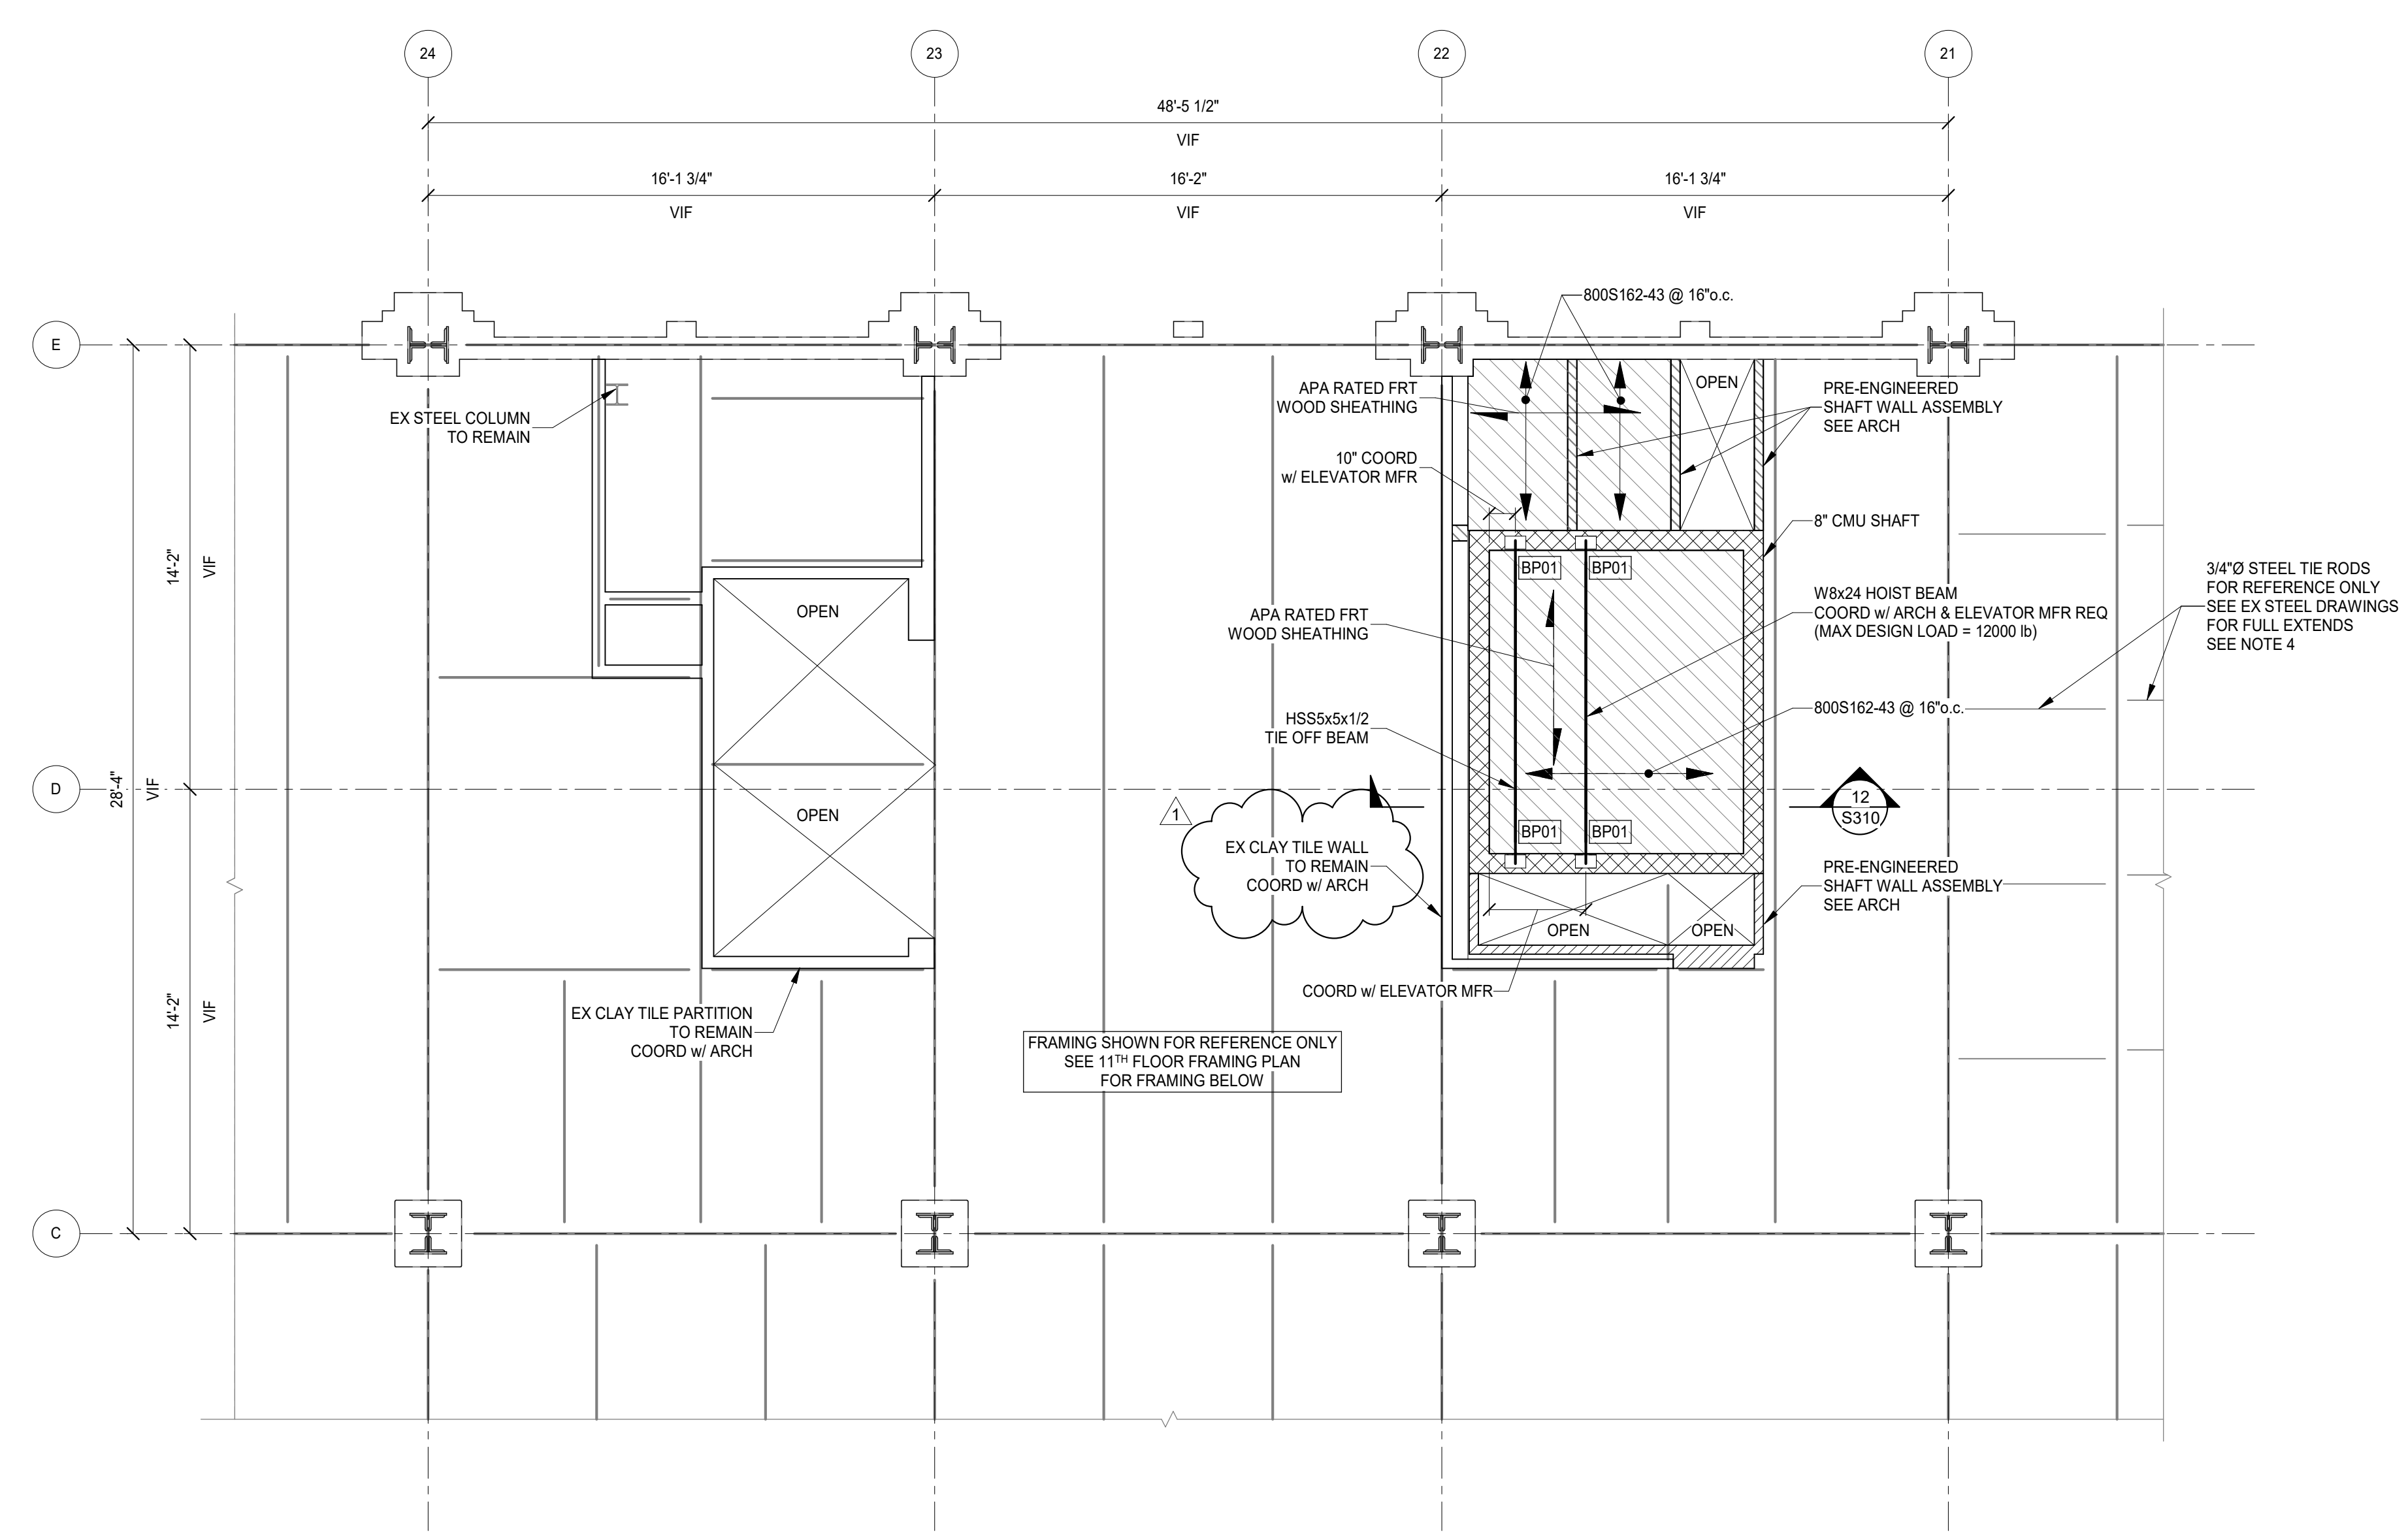 24
23
22
21
48'-5 1/2"
VIF
16'-1 3/4"
VIF
16'-2"
VIF
16'-1 3/4"
VIF
E
D
C
14'-2"
VIF
28'-4"
VIF
14'-2"
VIF
EX STEEL COLUMN
TO REMAIN
OPEN
OPEN
EX CLAY TILE PARTITION
TO REMAIN
COORD w/ ARCH
800S162-43 @ 16"o.c.
APA RATED FRT
WOOD SHEATHING
10" COORD
w/ ELEVATOR MFR
OPEN
PRE-ENGINEERED
SHAFT WALL ASSEMBLY
SEE ARCH
8" CMU SHAFT
BP01
BP01
APA RATED FRT
WOOD SHEATHING
W8x24 HOIST BEAM
COORD w/ ARCH & ELEVATOR MFR REQ
(MAX DESIGN LOAD = 12000 lb)
3/4"Ø STEEL TIE RODS
FOR REFERENCE ONLY
SEE EX STEEL DRAWINGS
FOR FULL EXTENDS
SEE NOTE 4
HSS5x5x1/2
TIE OFF BEAM
800S162-43 @ 16"o.c.
1
EX CLAY TILE WALL
TO REMAIN
COORD w/ ARCH
BP01
BP01
12
S310
PRE-ENGINEERED
SHAFT WALL ASSEMBLY
SEE ARCH
OPEN
OPEN
COORD w/ ELEVATOR MFR
FRAMING SHOWN FOR REFERENCE ONLY
SEE 11TH FLOOR FRAMING PLAN
FOR FRAMING BELOW